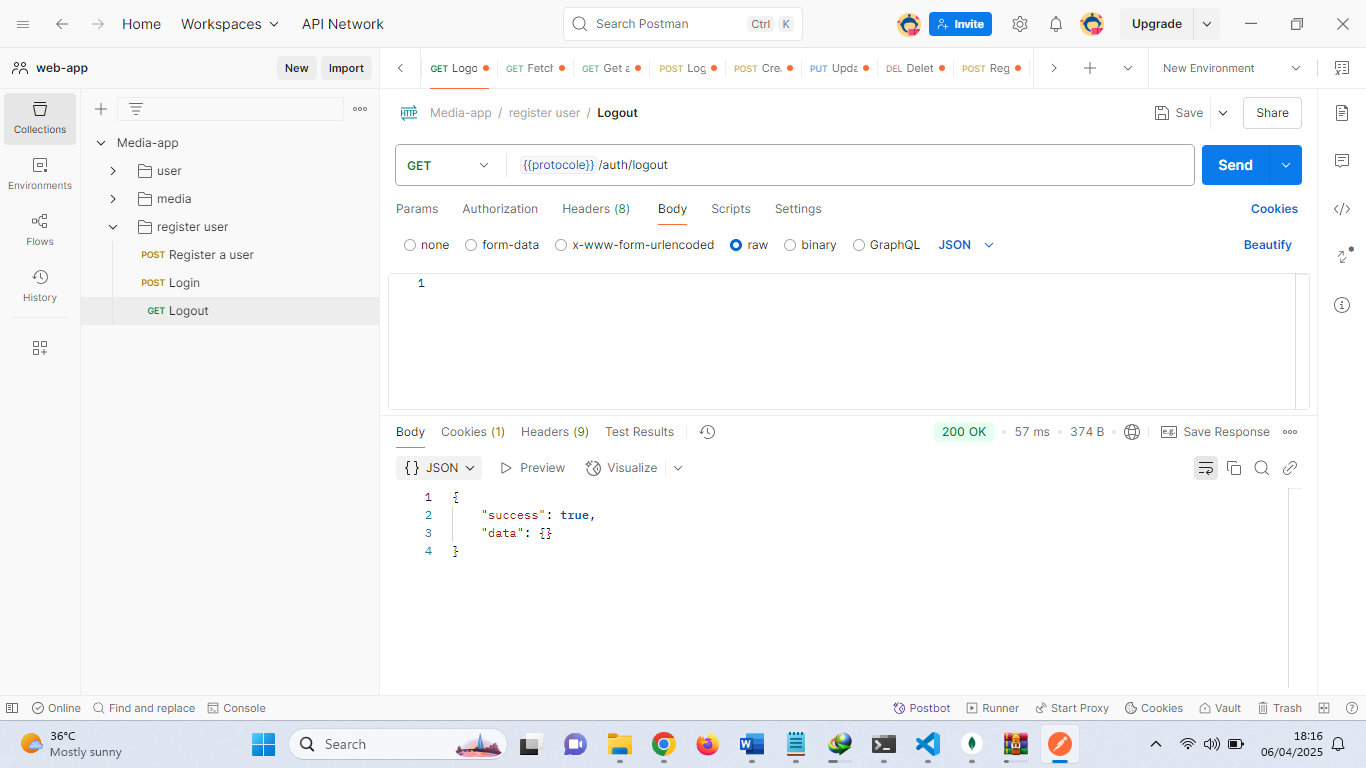 Home Workspaces API Network Search Postman Ctrl K Invite Upgrade
web-app New Import GET Logo GET Fetch GET Get a POST Log POST Cre. PUT Upda DEL Delet POST Reg New Environment
Collections
Environments
Flows
History
Media-app
user
media
register user
POST Register a user
POST Login
GET Logout
HTTP Media-app / register user / Logout Save Share
GET {{protocole}} /auth/logout Send
Params Authorization Headers (8) Body Scripts Settings Cookies
none form-data x-www-form-urlencoded raw binary GraphQL JSON Beautify
1
Body Cookies (1) Headers (9) Test Results 200 OK • 57 ms • 374 B • e.g. Save Response
{} JSON Preview Visualize
1 {
2 "success": true,
3 "data": {}
4 }
Online Find and replace Console Postbot Runner Start Proxy Cookies Vault Trash
36°C
Mostly sunny
Search
18:16
06/04/2025